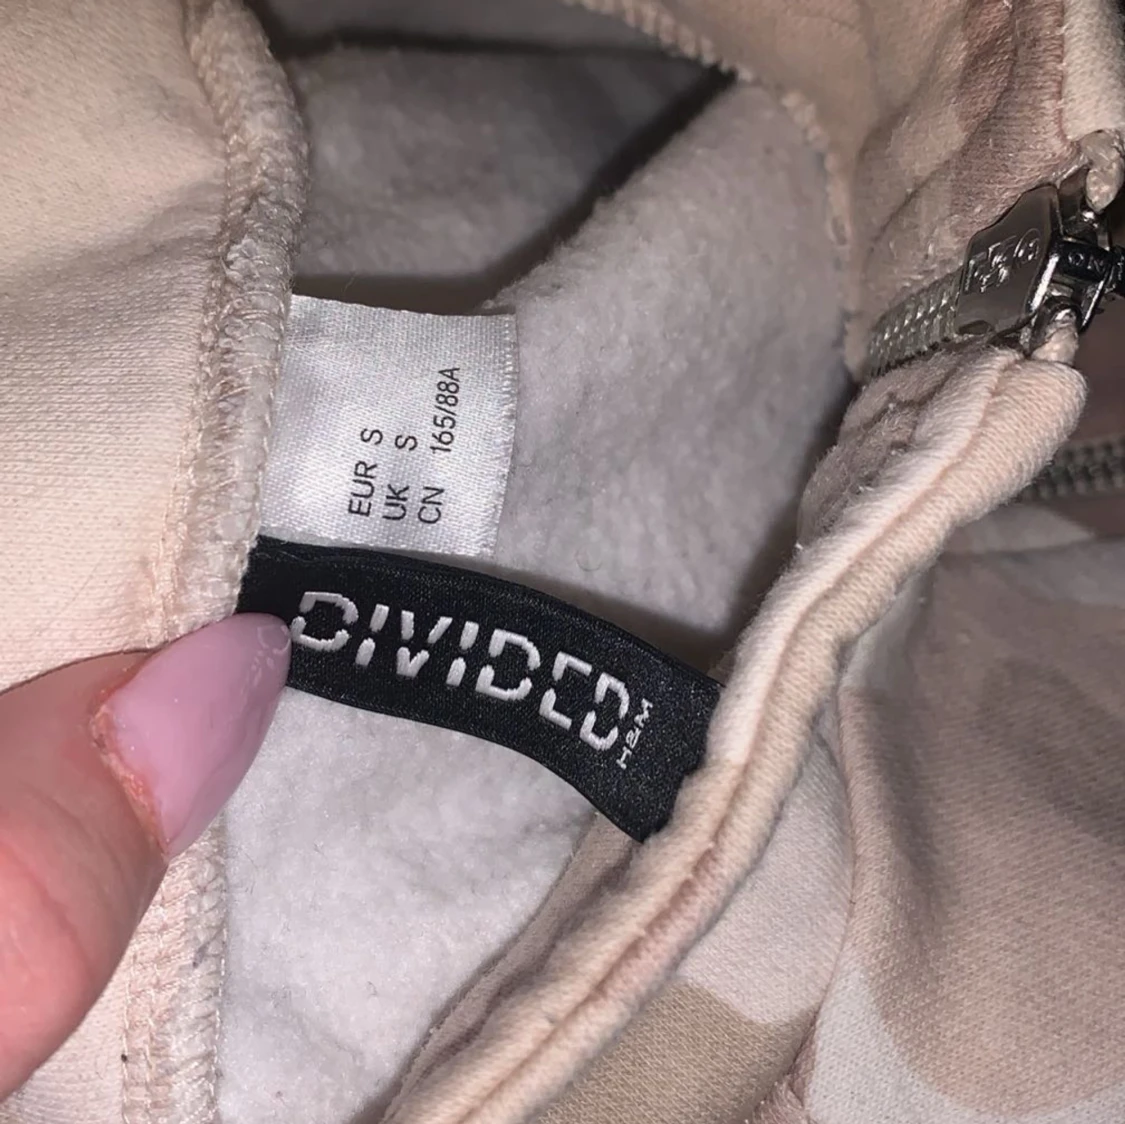 EUR S
UK S
CN 165/88A
DIVIDED
H&M